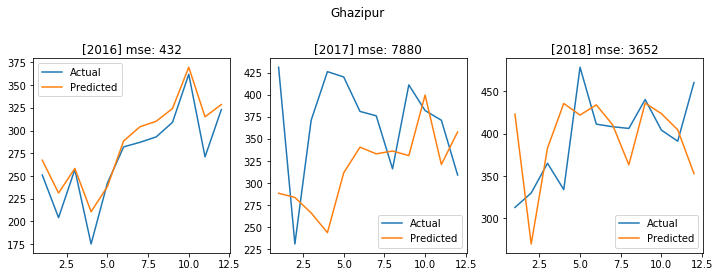 Ghazipur
[2016] mse: 432
375
350
325
300
275
250
225
200
175
2.5 5.0 7.5 10.0 12.5
Actual
Predicted
[2017] mse: 7880
425
400
375
350
325
300
275
250
225
2.5 5.0 7.5 10.0 12.5
Actual
Predicted
[2018] mse: 3652
450
400
350
300
2.5 5.0 7.5 10.0 12.5
Actual
Predicted